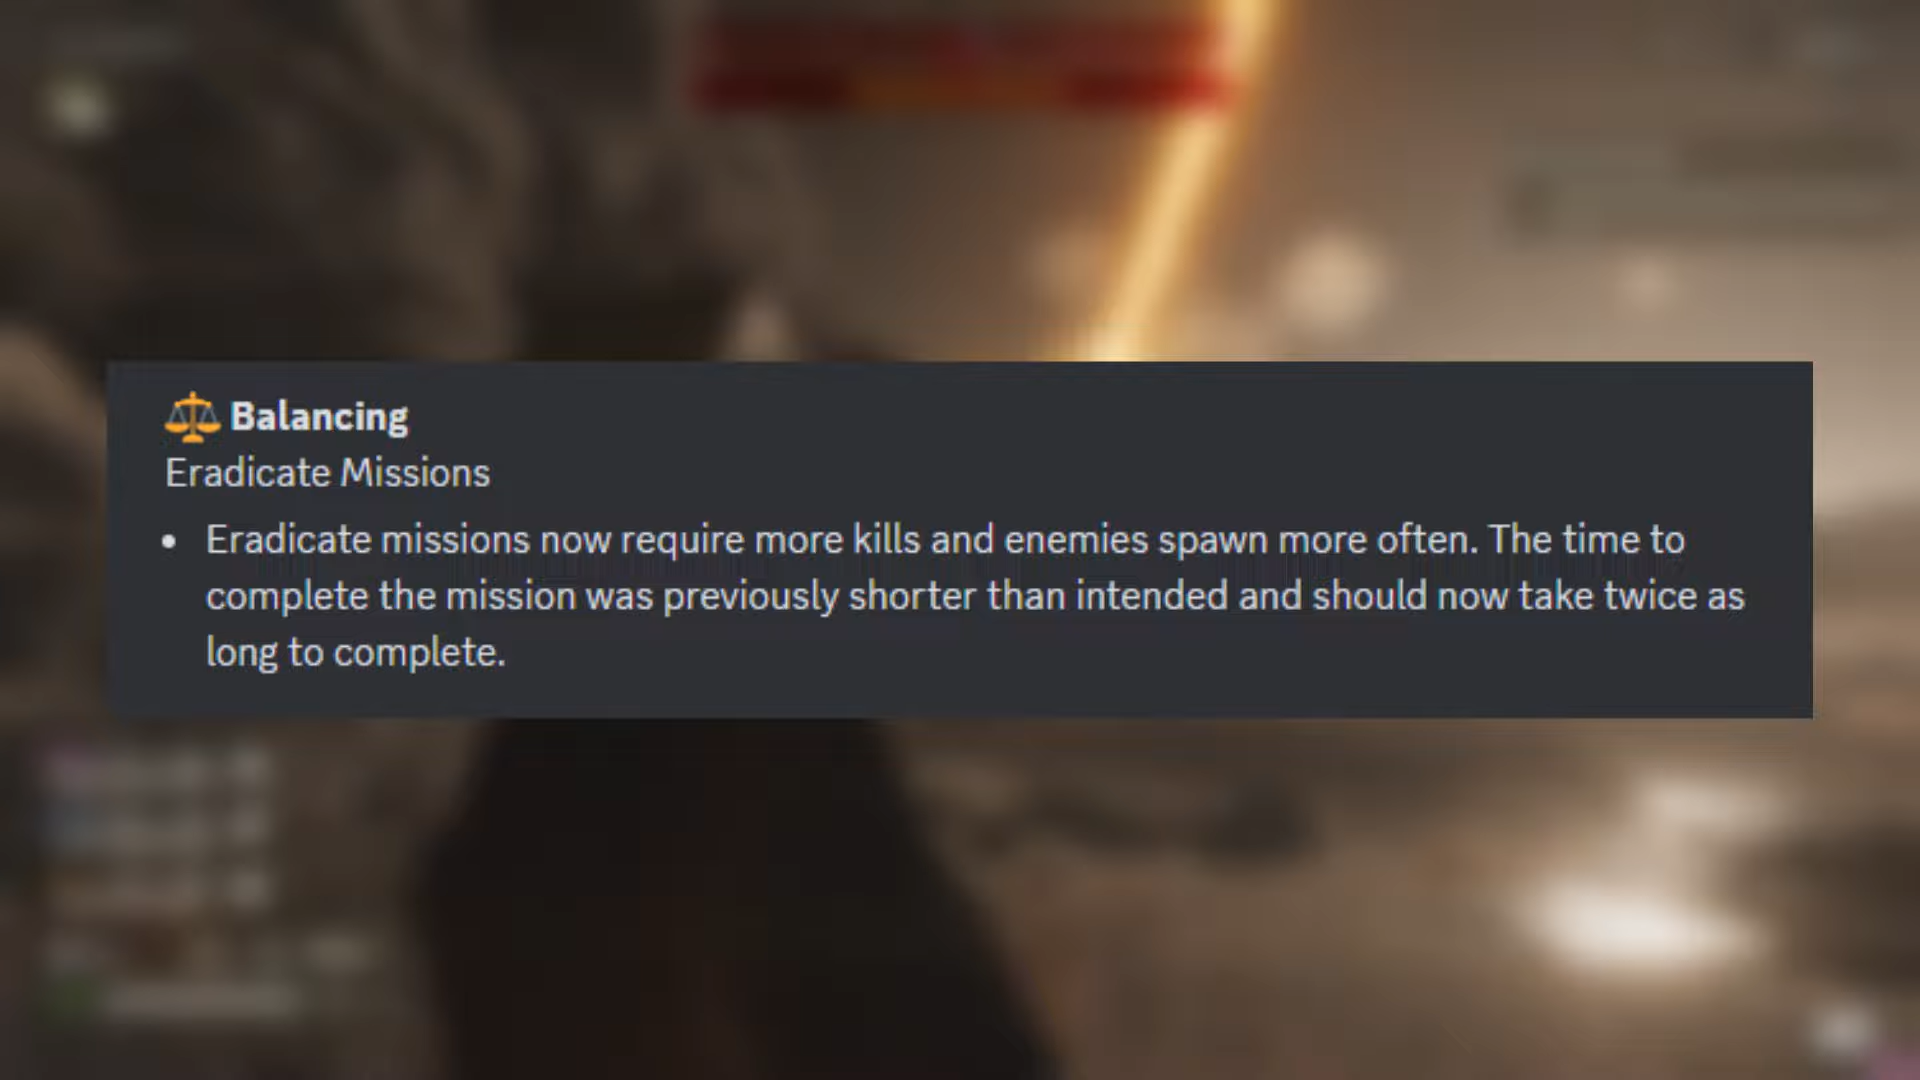 Balancing
Eradicate Missions
• Eradicate missions now require more kills and enemies spawn more often. The time to
complete the mission was previously shorter than intended and should now take twice as
long to complete.